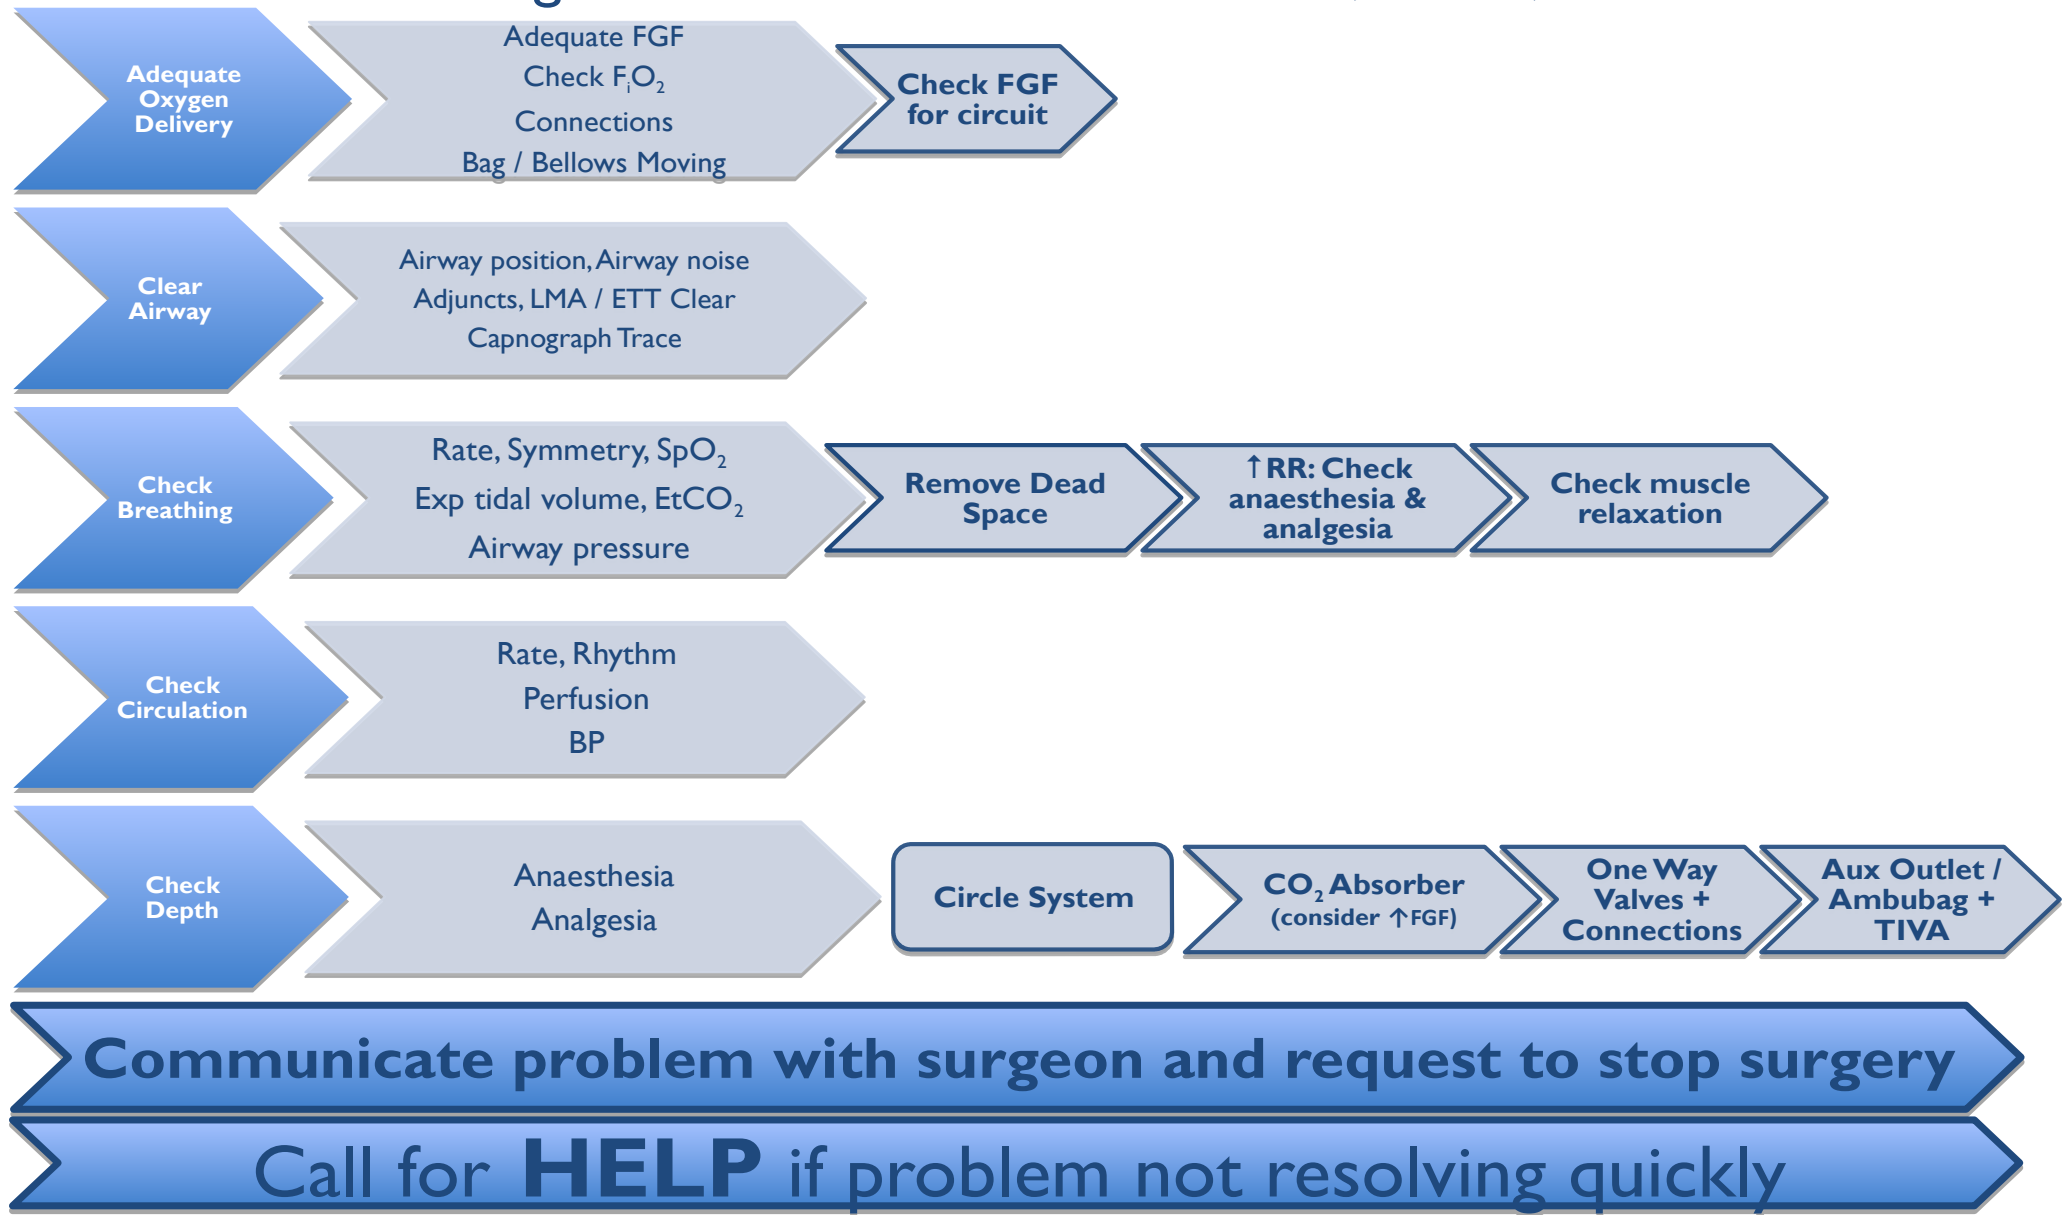 Adequate
Oxygen
Delivery
Adequate FGF
Check FᵢO₂
Connections
Bag / Bellows Moving
Check FGF
for circuit
Clear
Airway
Airway position, Airway noise
Adjuncts, LMA / ETT Clear
Capnograph Trace
Check
Breathing
Rate, Symmetry, SpO₂
Exp tidal volume, EtCO₂
Airway pressure
Remove Dead
Space
↑RR: Check
anaesthesia &
analgesia
Check muscle
relaxation
Check
Circulation
Rate, Rhythm
Perfusion
BP
Check
Depth
Anaesthesia
Analgesia
Circle System
CO₂ Absorber
(consider ↑FGF)
One Way
Valves +
Connections
Aux Outlet /
Ambubag +
TIVA
Communicate problem with surgeon and request to stop surgery
Call for HELP if problem not resolving quickly